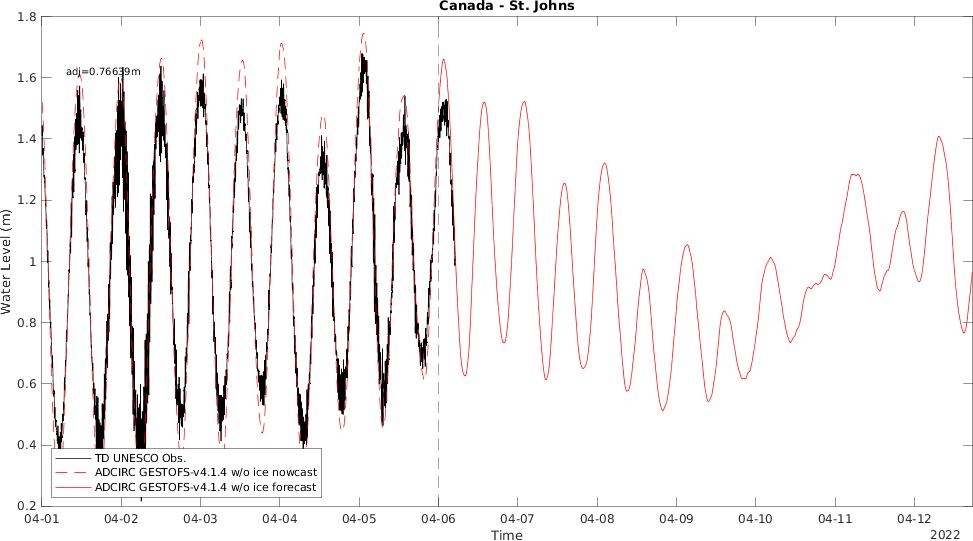 Canada - St. Johns
1.8
adj=0.76639m
1.6
1.4
1.2
1
0.8
0.6
0.4
0.2
Water Level (m)
TD UNESCO Obs.
ADCIRC GESTOFS-v4.1.4 w/o ice nowcast
ADCIRC GESTOFS-v4.1.4 w/o ice forecast
04-01 04-02 04-03 04-04 04-05 04-06 04-07 04-08 04-09 04-10 04-11 04-12
Time
2022